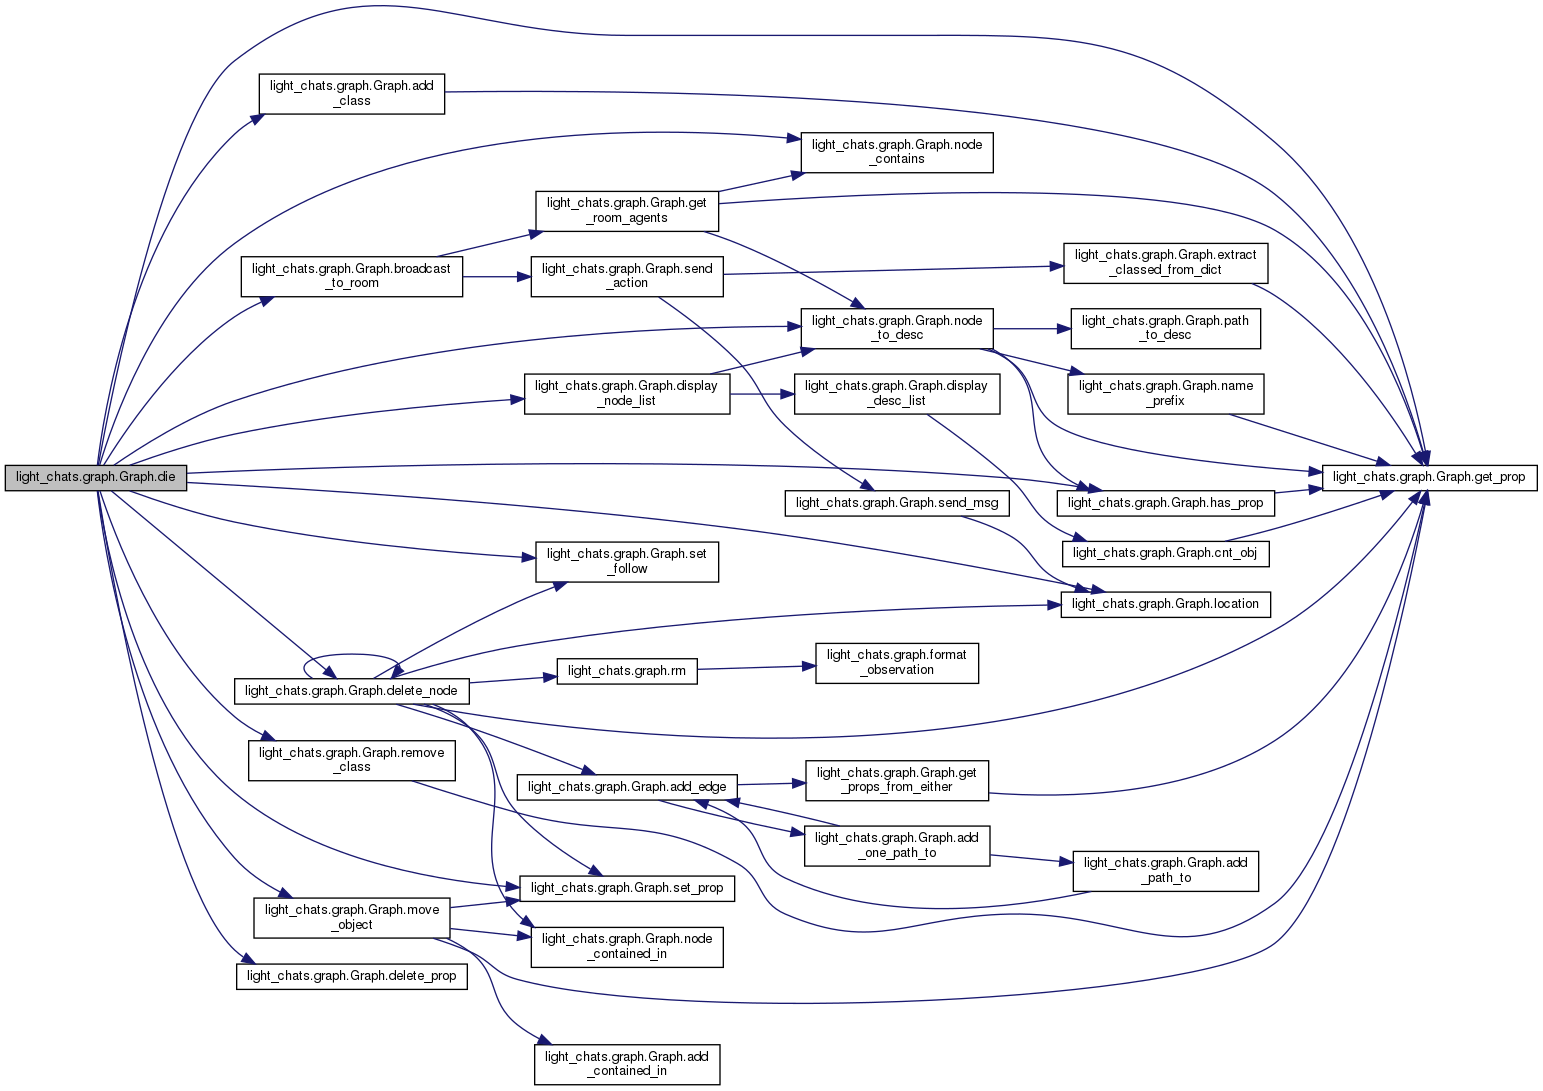 light_chats.graph.Graph.add
_class
light_chats.graph.Graph.node
_contains
light_chats.graph.Graph.get
_room_agents
light_chats.graph.Graph.extract
_classed_from_dict
light_chats.graph.Graph.broadcast
_to_room
light_chats.graph.Graph.send
_action
light_chats.graph.Graph.node
_to_desc
light_chats.graph.Graph.path
_to_desc
light_chats.graph.Graph.display
_node_list
light_chats.graph.Graph.display
_desc_list
light_chats.graph.Graph.name
_prefix
light_chats.graph.Graph.die
light_chats.graph.Graph.get_prop
light_chats.graph.Graph.send_msg
light_chats.graph.Graph.has_prop
light_chats.graph.Graph.set
_follow
light_chats.graph.Graph.cnt_obj
light_chats.graph.Graph.location
light_chats.graph.rm
light_chats.graph.format
_observation
light_chats.graph.Graph.delete_node
light_chats.graph.Graph.remove
_class
light_chats.graph.Graph.add_edge
light_chats.graph.Graph.get
_props_from_either
light_chats.graph.Graph.add
_one_path_to
light_chats.graph.Graph.add
_path_to
light_chats.graph.Graph.set_prop
light_chats.graph.Graph.move
_object
light_chats.graph.Graph.node
_contained_in
light_chats.graph.Graph.delete_prop
light_chats.graph.Graph.add
_contained_in